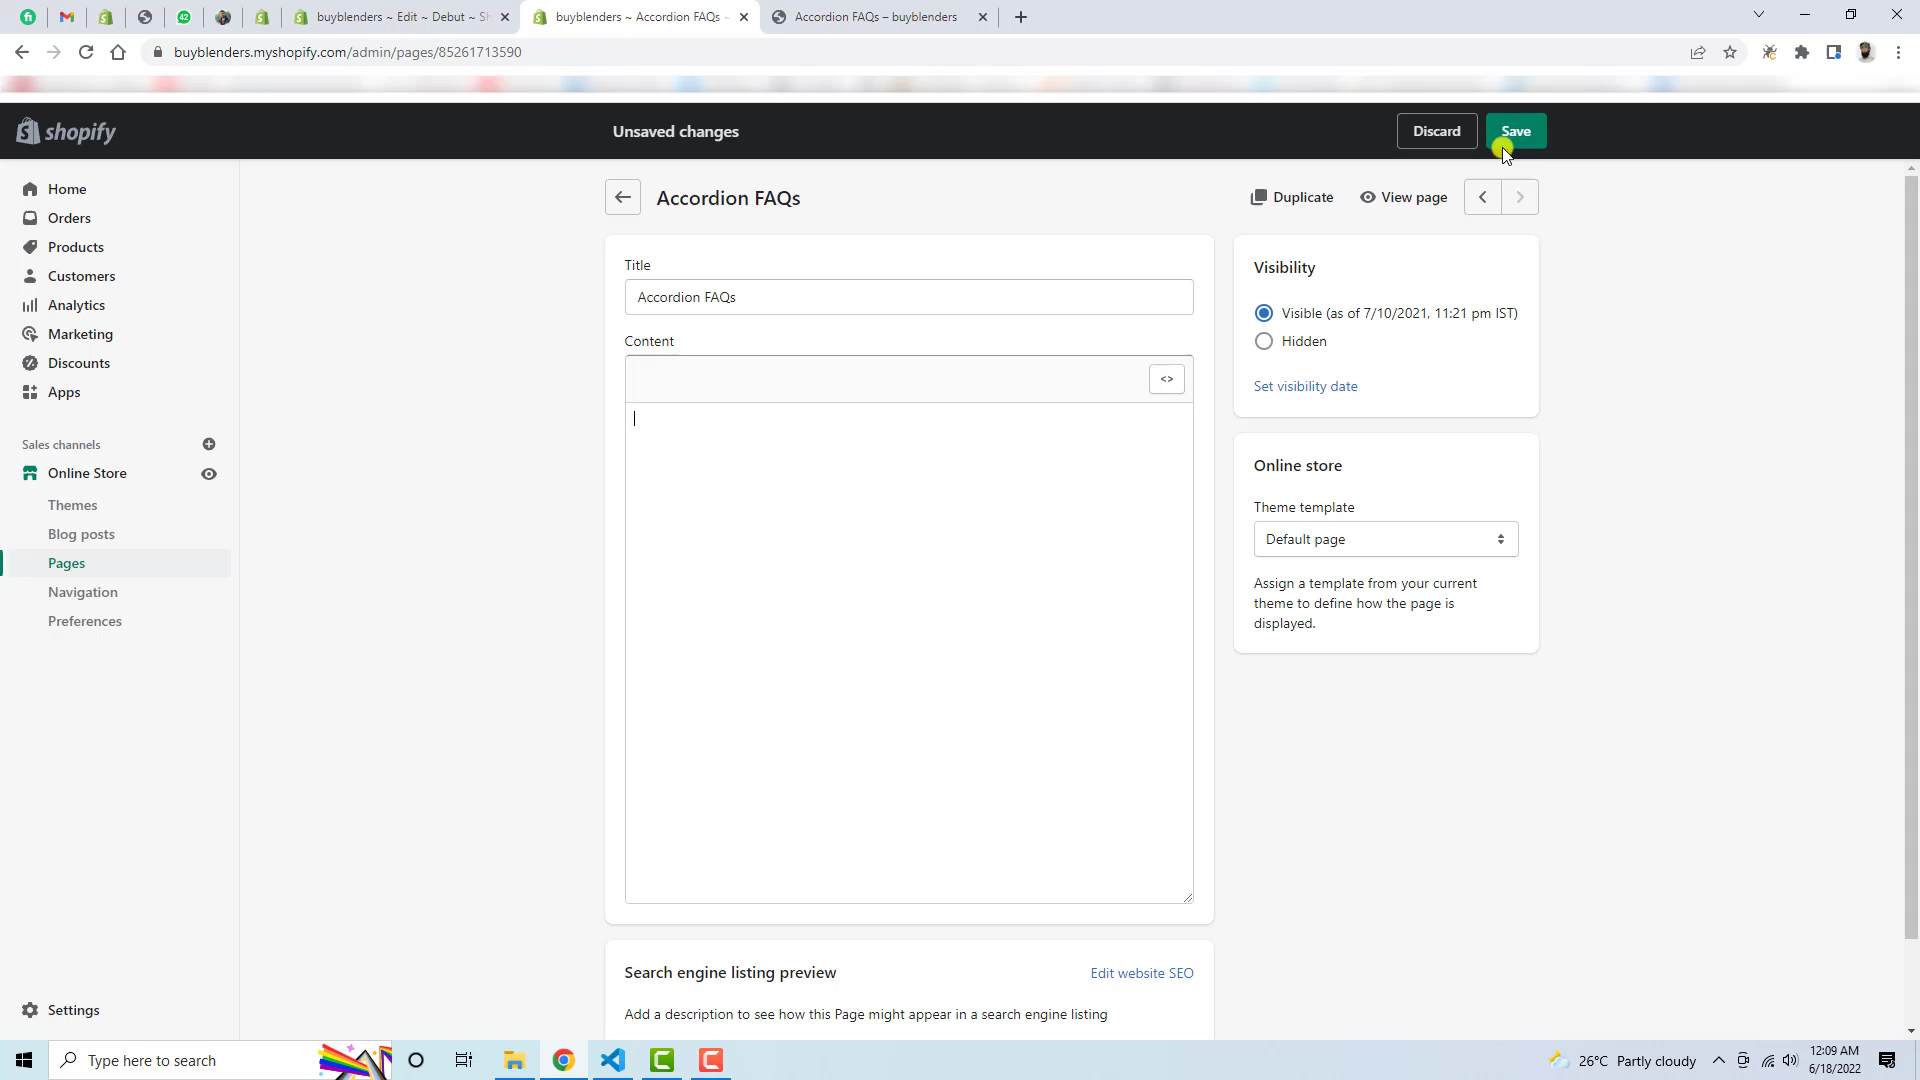 buyblenders ~ Edit ~ Debut ~ Sh
buyblenders ~ Accordion FAQs ~
Accordion FAQs – buyblenders
buyblenders.myshopify.com/admin/pages/85261713590
shopify
Unsaved changes
Discard
Save
Home
Orders
Products
Customers
Analytics
Marketing
Discounts
Apps
Sales channels
Online Store
Themes
Blog posts
Pages
Navigation
Preferences
Settings
Accordion FAQs
Duplicate
View page
Title
Accordion FAQs
Content
<>
Search engine listing preview
Edit website SEO
Add a description to see how this Page might appear in a search engine listing
Visibility
Visible (as of 7/10/2021, 11:21 pm IST)
Hidden
Set visibility date
Online store
Theme template
Default page
Assign a template from your current
theme to define how the page is
displayed.
Type here to search
26°C Partly cloudy
12:09 AM
6/18/2022